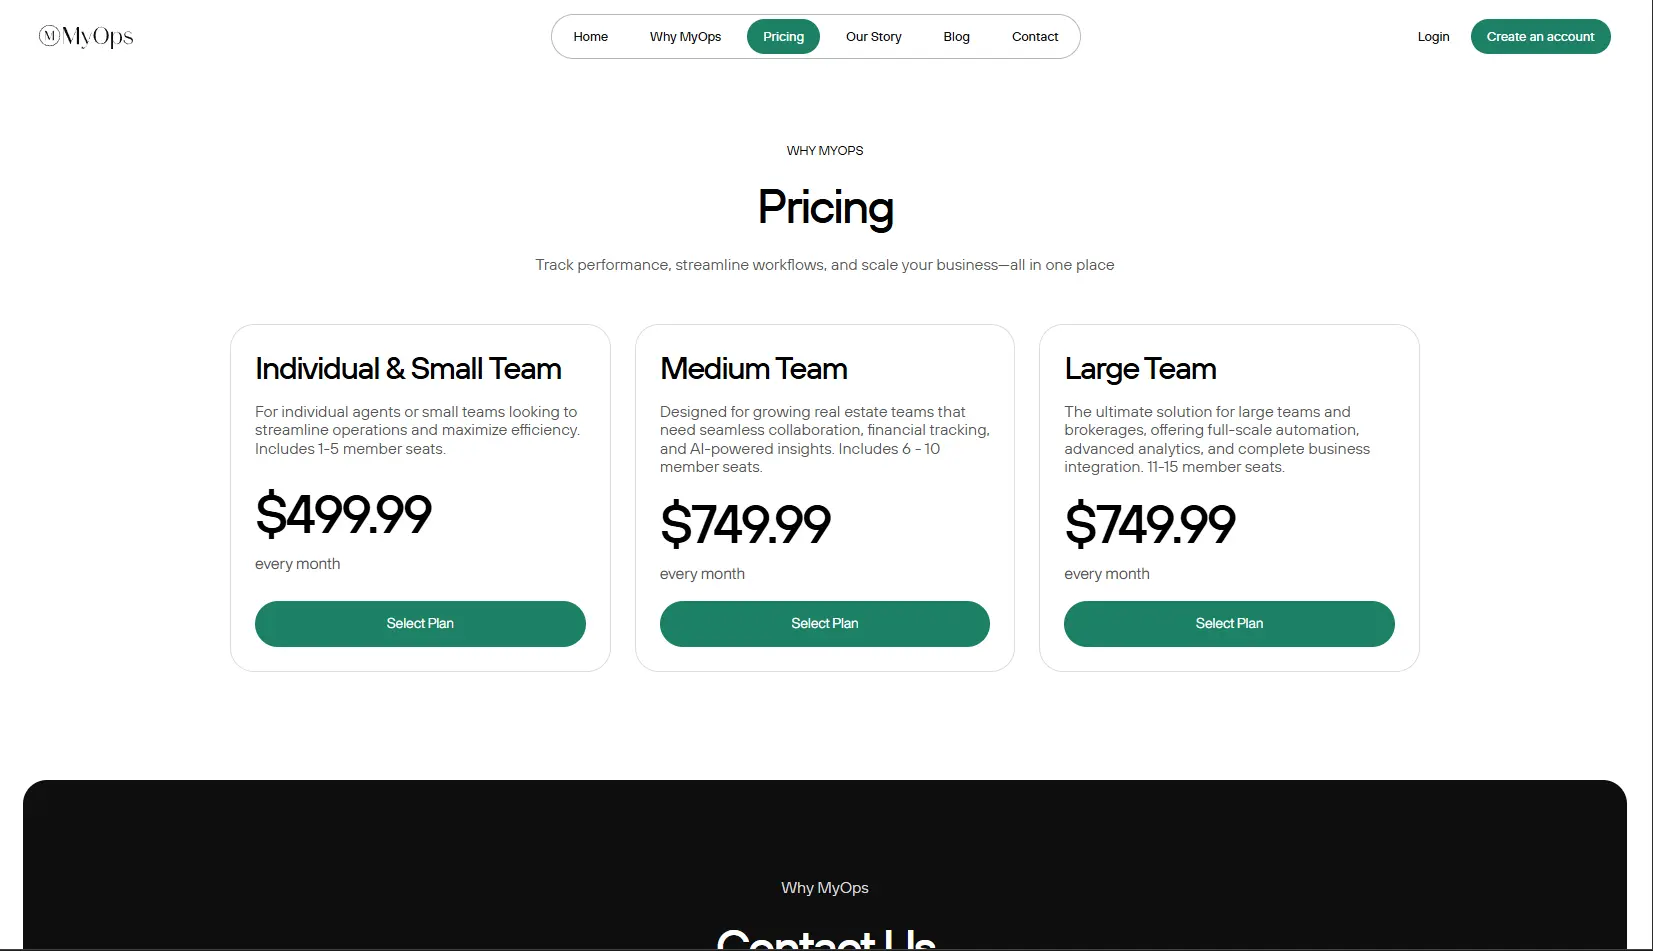 MMyOps
Home
Why MyOps
Pricing
Our Story
Blog
Contact
Login
Create an account
WHY MYOPS
Pricing
Track performance, streamline workflows, and scale your business—all in one place
Individual & Small Team
For individual agents or small teams looking to
streamline operations and maximize efficiency.
Includes 1-5 member seats.
$499.99
every month
Select Plan
Medium Team
Designed for growing real estate teams that
need seamless collaboration, financial tracking,
and AI-powered insights. Includes 6 - 10
member seats.
$749.99
every month
Select Plan
Large Team
The ultimate solution for large teams and
brokerages, offering full-scale automation,
advanced analytics, and complete business
integration. 11-15 member seats.
$749.99
every month
Select Plan
Why MyOps
Contact Us